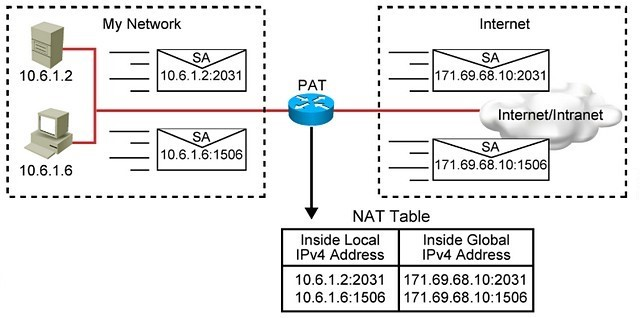 My Network
Internet
10.6.1.2
SA
10.6.1.2:2031
SA
171.69.68.10:2031
PAT
Internet/Intranet
10.6.1.6
SA
10.6.1.6:1506
SA
171.69.68.10:1506
NAT Table
Inside Local
IPv4 Address
Inside Global
IPv4 Address
10.6.1.2:2031
171.69.68.10:2031
10.6.1.6:1506
171.69.68.10:1506